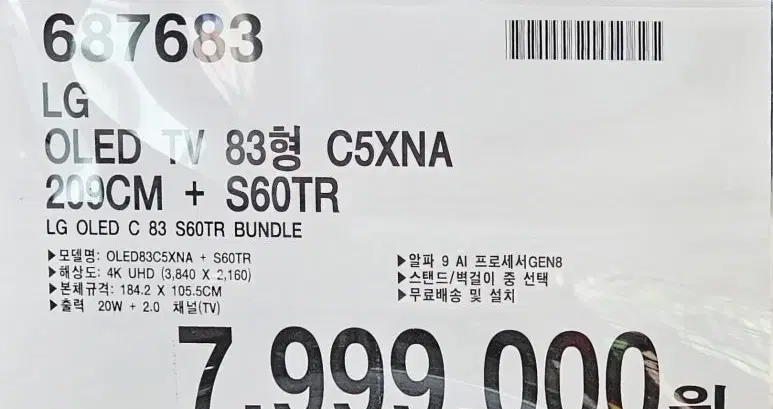 687683
LG
OLED TV 83형 C5XNA
209CM + S60TR
LG OLED C 83 S60TR BUNDLE
▶모델명: OLED83C5XNA + S60TR
▶해상도: 4K UHD (3,840 X 2,160)
▶본체규격: 184.2 X 105.5CM
▶출력 20W + 2.0 채널(TV)
▶알파 9 AI 프로세서GEN8
▶스탠드/벽걸이 중 선택
▶무료배송 및 설치
7,999,000원